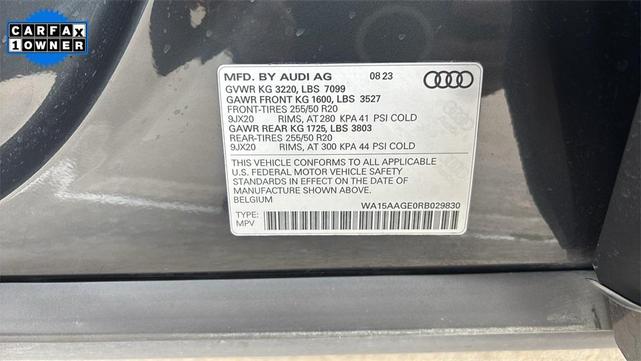 CARFAX
1 OWNER
MFD. BY AUDI AG 08 23
GVWR KG 3220, LBS 7099
GAWR FRONT KG 1600, LBS 3527
FRONT-TIRES 255/50 R20
9JX20 RIMS, AT 280 KPA 41 PSI COLD
GAWR REAR KG 1725, LBS 3803
REAR-TIRES 255/50 R20
9JX20 RIMS, AT 300 KPA 44 PSI COLD
THIS VEHICLE CONFORMS TO ALL APPLICABLE
U.S. FEDERAL MOTOR VEHICLE SAFETY
STANDARDS IN EFFECT ON THE DATE OF
MANUFACTURE SHOWN ABOVE.
BELGIUM WA15AAGE0RB029830
TYPE:
MPV